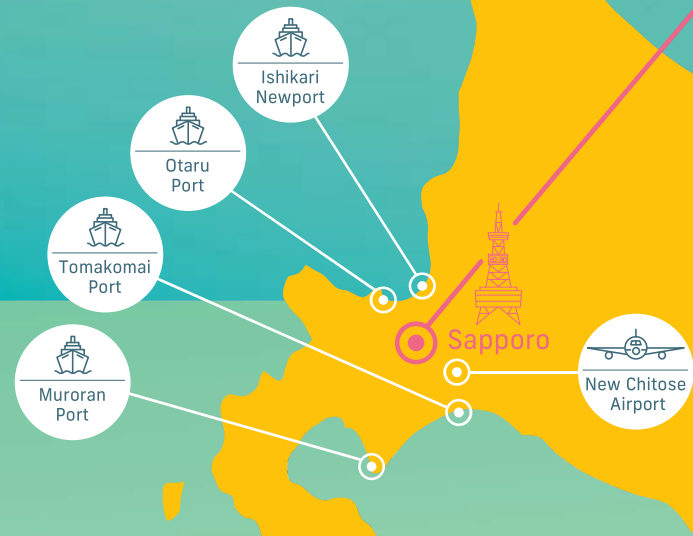 Ishikari
Newport
Otaru
Port
Tomakomai
Port
Muroran
Port
Sapporo
New Chitose
Airport